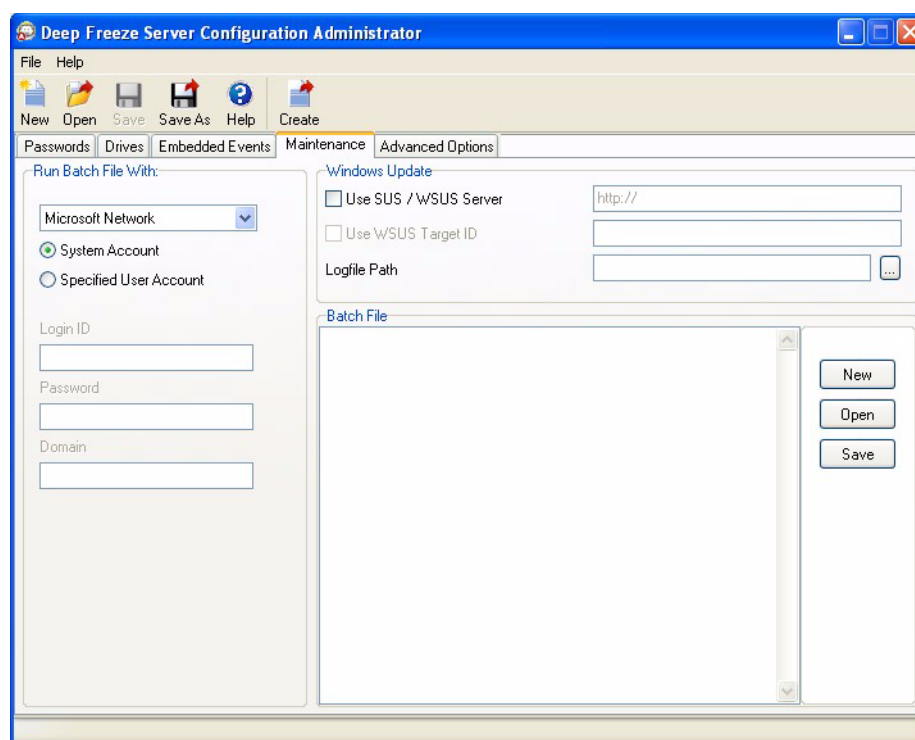 Deep Freeze Server Configuration Administrator
File Help
New Open Save Save As Help Create
Passwords Drives Embedded Events Maintenance Advanced Options
Run Batch File With:
Microsoft Network
System Account
Specified User Account
Login ID
Password
Domain
Windows Update
Use SUS / WSUS Server http://
Use WSUS Target ID
Logfile Path ...
Batch File
New
Open
Save